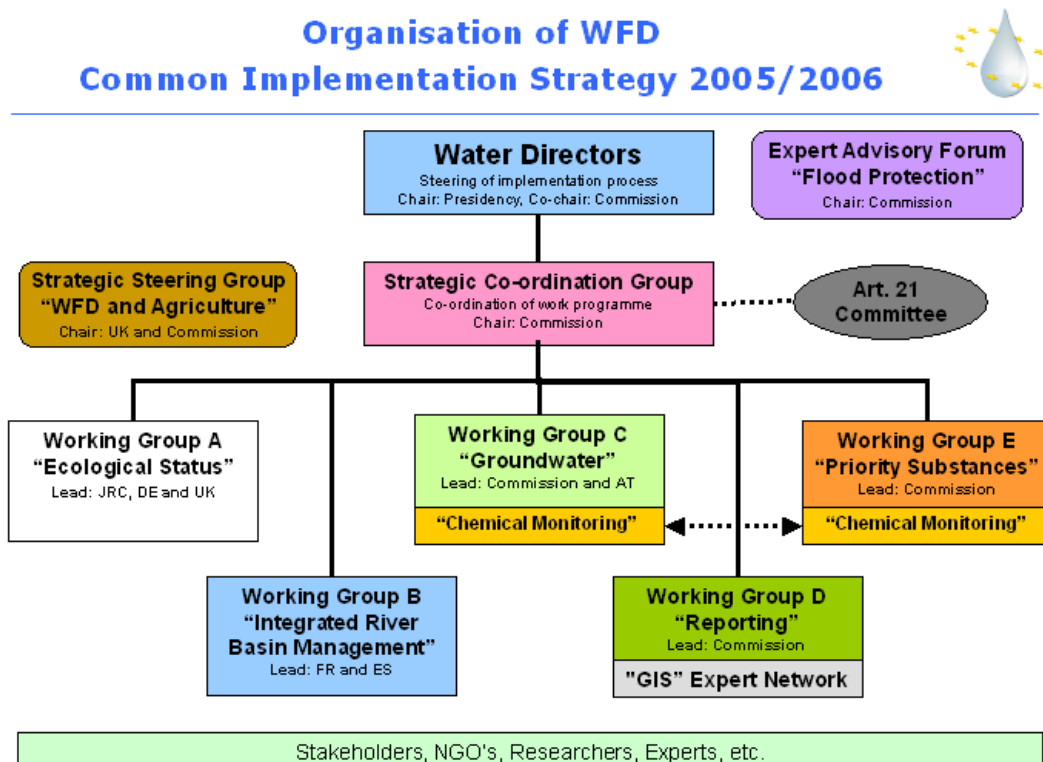 Organisation of WFD
Common Implementation Strategy 2005/2006
Water Directors
Steering of implementation process
Chair: Presidency, Co-chair: Commission
Expert Advisory Forum
“Flood Protection”
Chair: Commission
Strategic Steering Group
“WFD and Agriculture”
Chair: UK and Commission
Strategic Co-ordination Group
Co-ordination of work programme
Chair: Commission
Art. 21
Committee
Working Group A
“Ecological Status”
Lead: JRC, DE and UK
Working Group C
“Groundwater”
Lead: Commission and AT
“Chemical Monitoring”
Working Group E
“Priority Substances”
Lead: Commission
“Chemical Monitoring”
Working Group B
“Integrated River
Basin Management”
Lead: FR and ES
Working Group D
“Reporting”
Lead: Commission
"GIS" Expert Network
Stakeholders, NGO's, Researchers, Experts, etc.